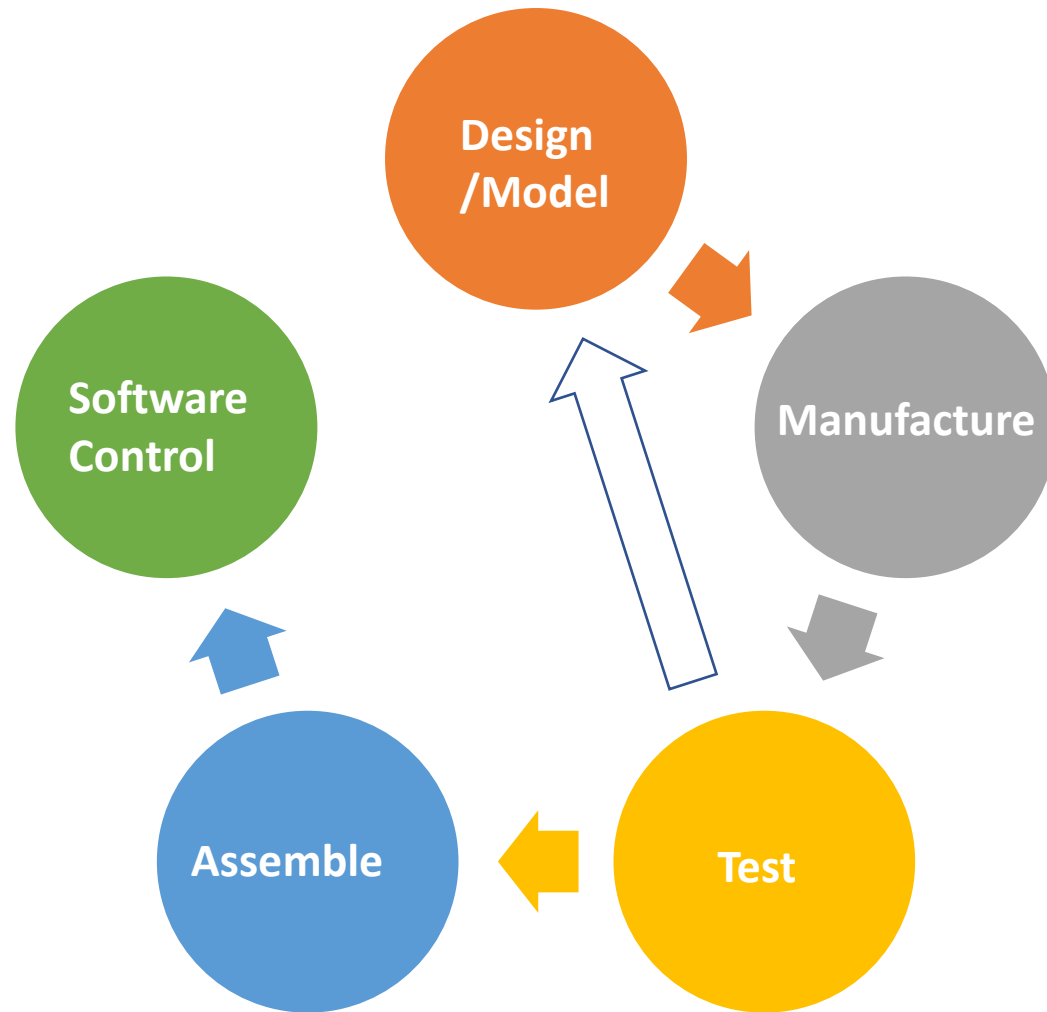 Design
/Model
Manufacture
Test
Assemble
Software
Control